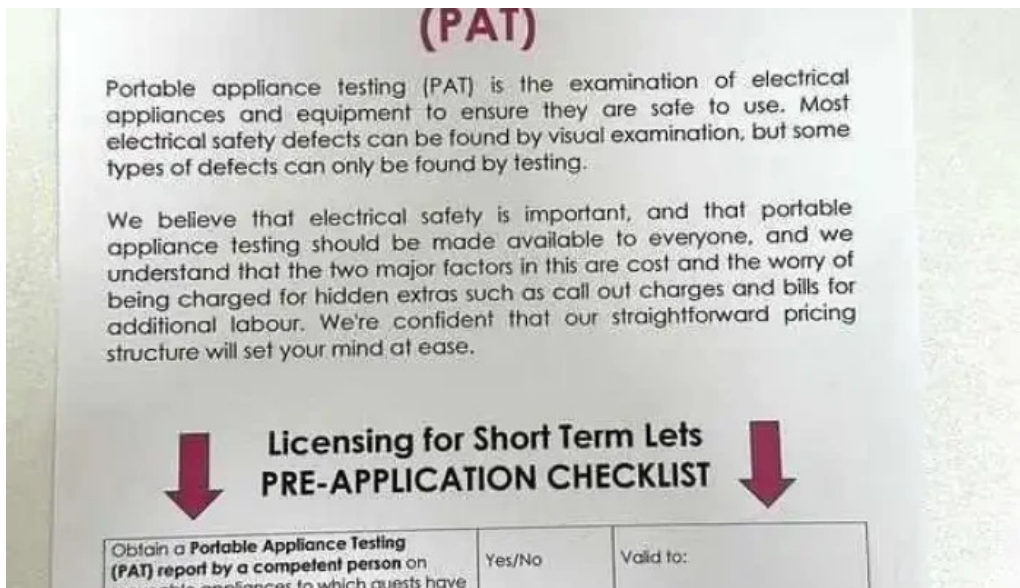 (PAT)
Portable appliance testing (PAT) is the examination of electrical
appliances and equipment to ensure they are safe to use. Most
electrical safety defects can be found by visual examination, but some
types of defects can only be found by testing.
We believe that electrical safety is important, and that portable
appliance testing should be made available to everyone, and we
understand that the two major factors in this are cost and the worry of
being charged for hidden extras such as call out charges and bills for
additional labour. We're confident that our straightforward pricing
structure will set your mind at ease.
Licensing for Short Term Lets
PRE-APPLICATION CHECKLIST
Obtain a Portable Appliance Testing
(PAT) report by a competent person on
appliances to which guests have
Yes/No
Valid to: